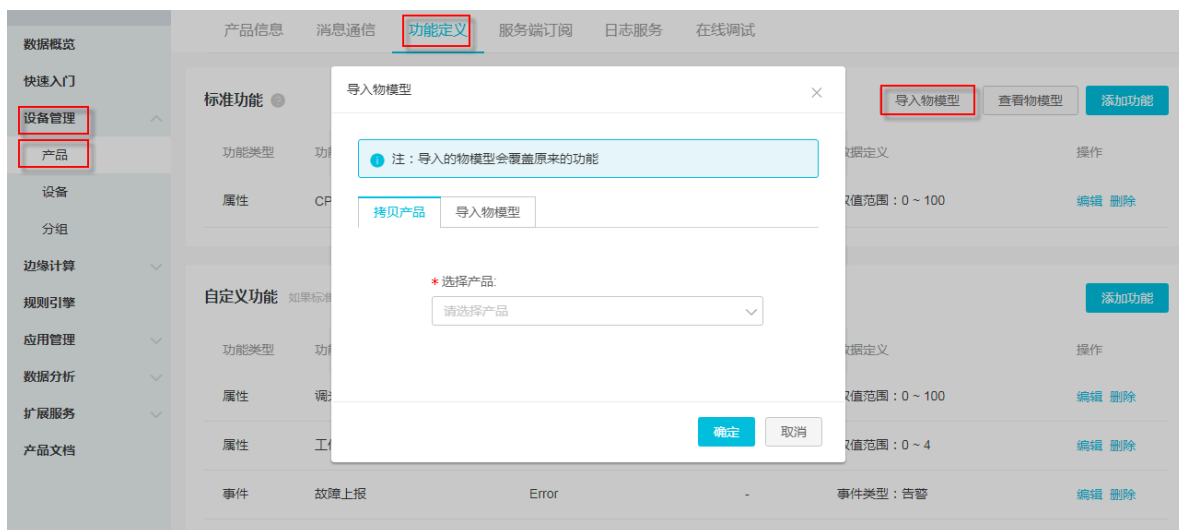 产品信息 消息通信 功能定义 服务端订阅 日志服务 在线调试
数据概览
快速入门
设备管理
产品
设备
分组
边缘计算
规则引擎
应用管理
数据分析
扩展服务
产品文档
标准功能
导入物模型 查看物模型 添加功能
功能类型 操作
属性 CP 取值范围：0 ~ 100 编辑 删除
导入物模型
注：导入的物模型会覆盖原来的功能
拷贝产品 导入物模型
* 选择产品:
请选择产品
确定 取消
自定义功能 如果标准 添加功能
功能类型 操作
属性 取值范围：0 ~ 100 编辑 删除
属性 取值范围：0 ~ 4 编辑 删除
事件 故障上报 Error - 事件类型：告警 编辑 删除